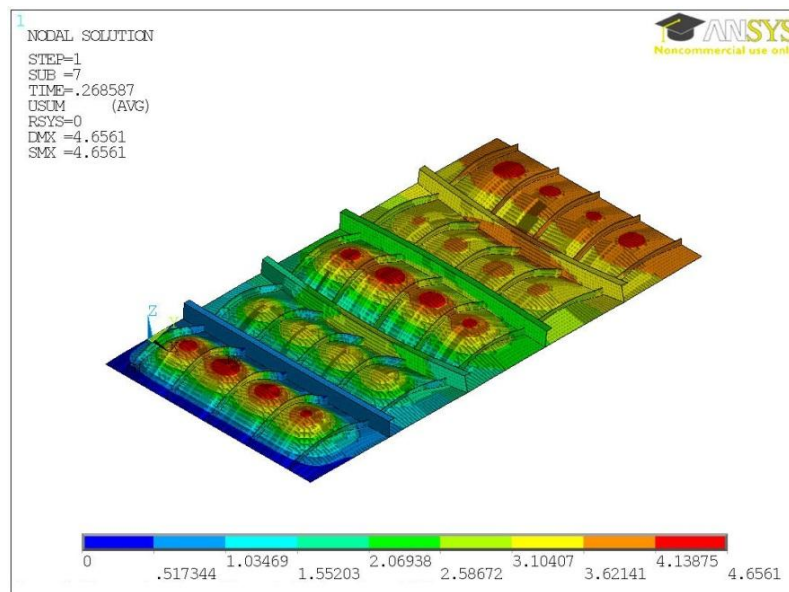 1
NODAL SOLUTION
STEP=1
SUB =7
TIME=.268587
USUM (AVG)
RSYS=0
DMX =4.6561
SMX =4.6561
ANSYS
Noncommercial use only
Z
Y
X
0 1.03469 2.06938 3.10407 4.13875
.517344 1.55203 2.58672 3.62141 4.6561